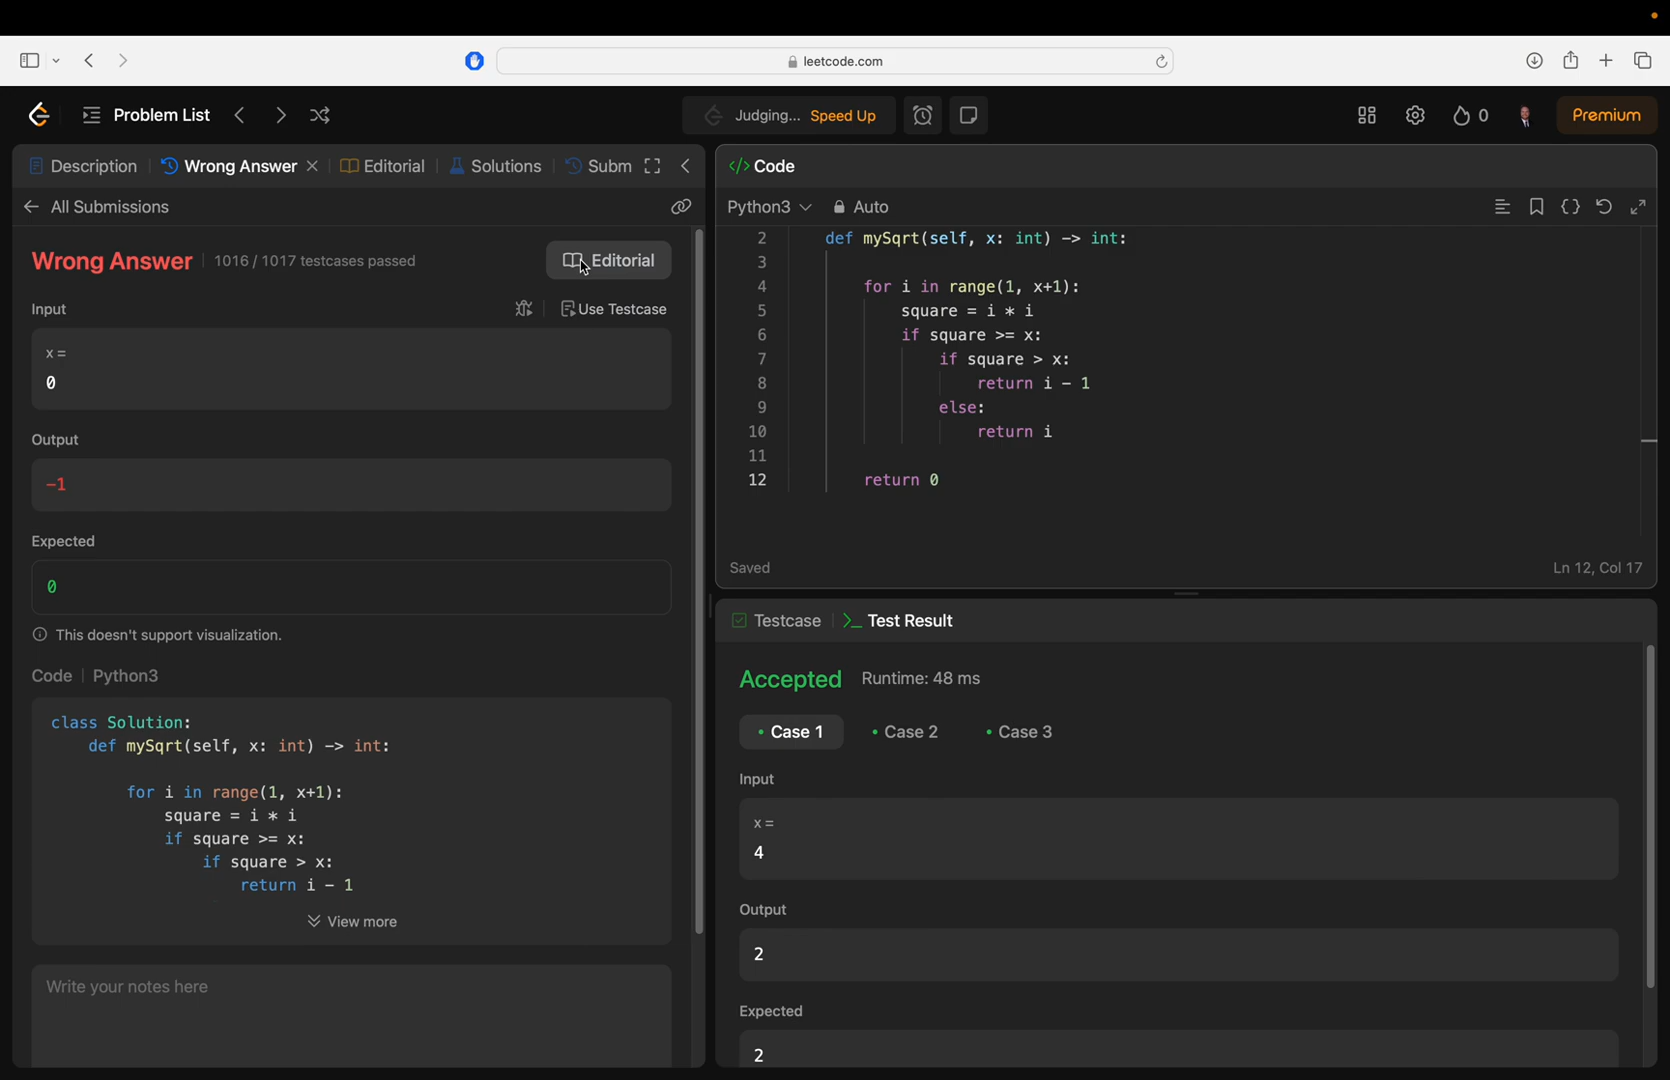 leetcode.com
Problem List
Judging... Speed Up
0
Premium
Description
Wrong Answer
Editorial
Solutions
Subm
All Submissions
Wrong Answer
1016 / 1017 testcases passed
Editorial
Input
Use Testcase
x =
0
Output
-1
Expected
0
This doesn't support visualization.
Code | Python3
class Solution:
def mySqrt(self, x: int) -> int:
for i in range(1, x+1):
square = i * i
if square >= x:
if square > x:
return i - 1
View more
Write your notes here
</> Code
Python3
Auto
2 def mySqrt(self, x: int) -> int:
3
4 for i in range(1, x+1):
5 square = i * i
6 if square >= x:
7 if square > x:
8 return i - 1
9 else:
10 return i
11
12 return 0
Saved
Ln 12, Col 17
Testcase
>_ Test Result
Accepted
Runtime: 48 ms
• Case 1
• Case 2
• Case 3
Input
x =
4
Output
2
Expected
2